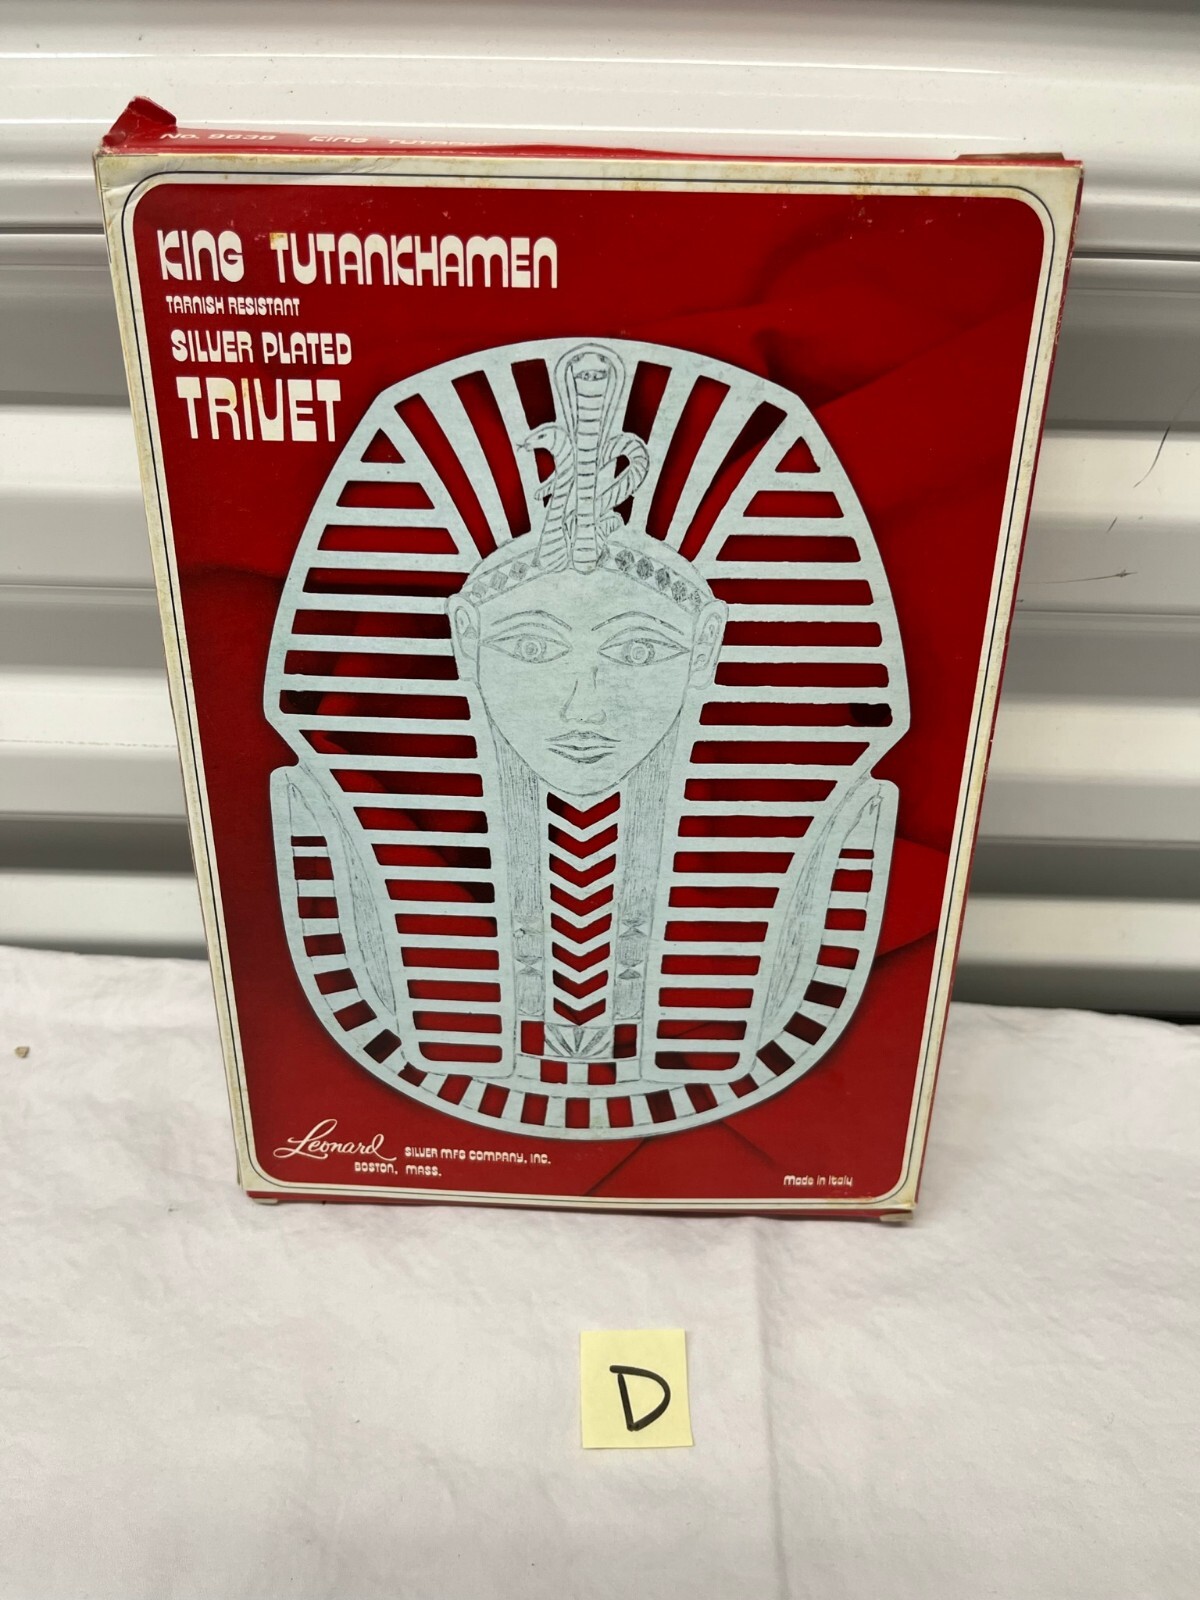 No. 9638 KING
KING TUTANKHAMEN
TARNISH RESISTANT
SILVER PLATED
TRIVET
Leonard SILVER MFG COMPANY, INC.
BOSTON, MASS.
Made in Italy
D